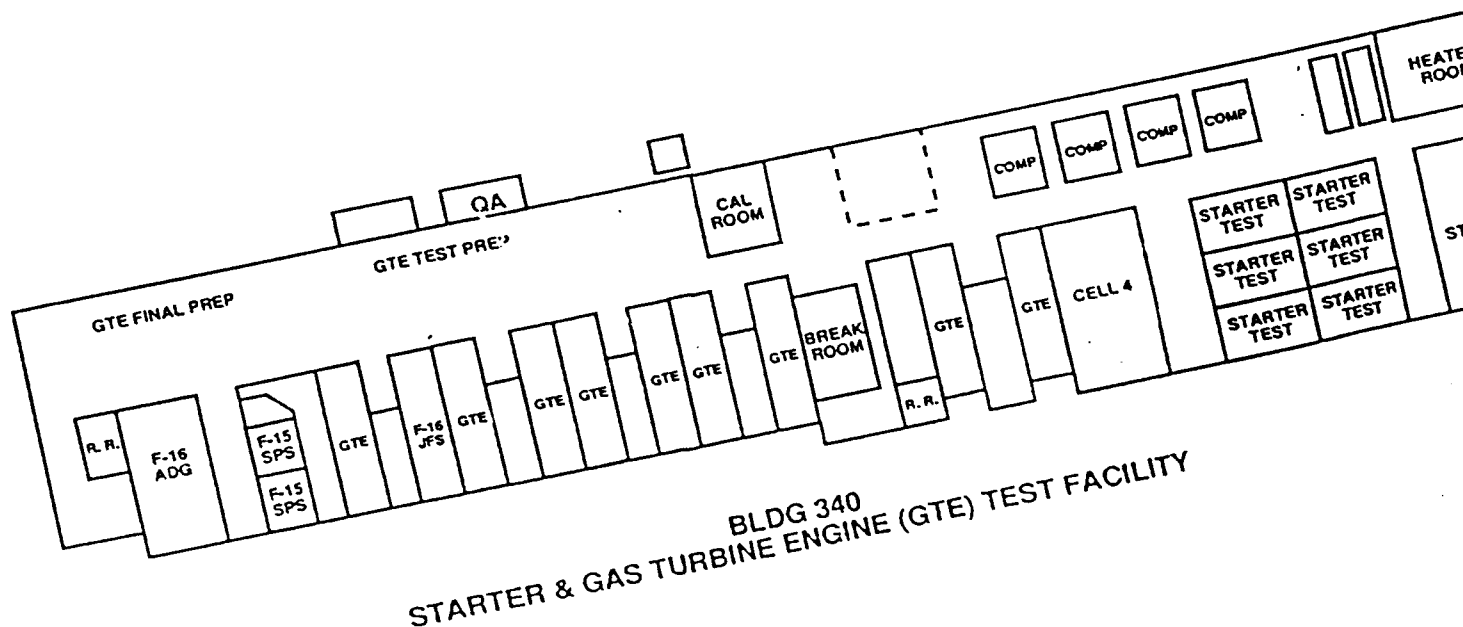 HEATE
ROOM
COMP
COMP
COMP
COMP
QA
CAL
ROOM
GTE TEST PREP
GTE FINAL PREP
STARTER
TEST
STARTER
TEST
STARTER
TEST
STARTER
TEST
STARTER
TEST
STARTER
TEST
ST
R. R.
F-16
ADG
F-15
SPS
F-15
SPS
GTE
F-16
JFS
GTE
GTE
GTE
GTE
GTE
GTE
BREAK
ROOM
R. R.
GTE
GTE
CELL 4
BLDG 340
STARTER & GAS TURBINE ENGINE (GTE) TEST FACILITY